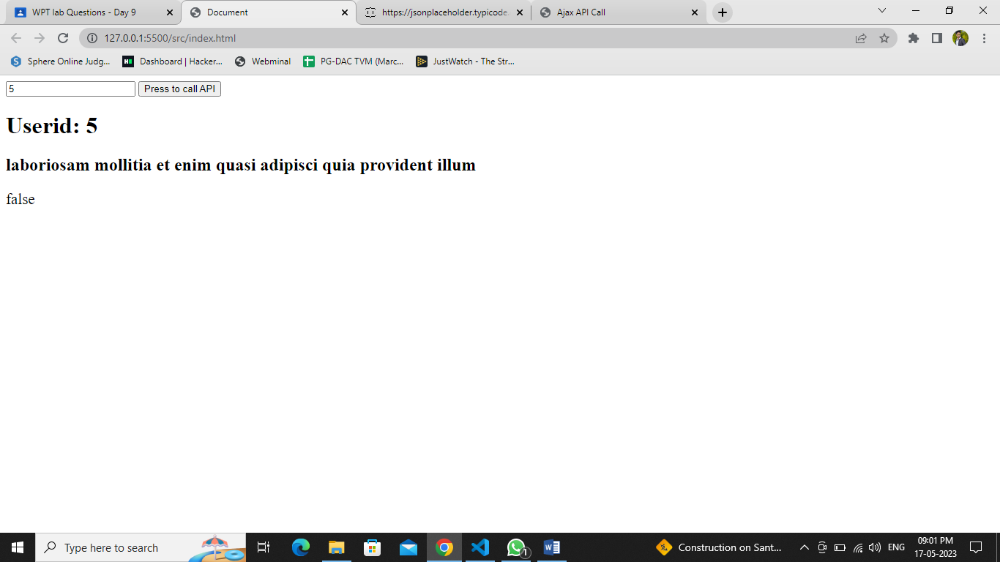 WPT lab Questions - Day 9
Document
https://jsonplaceholder.typicode.
Ajax API Call
127.0.0.1:5500/src/index.html
Sphere Online Judg...
Dashboard | Hacker...
Webminal
PG-DAC TVM (Marc...
JustWatch - The Str...
5
Press to call API
Userid: 5
laboriosam mollitia et enim quasi adipisci quia provident illum
false
Type here to search
1
Construction on Sant...
ENG
09:01 PM
17-05-2023